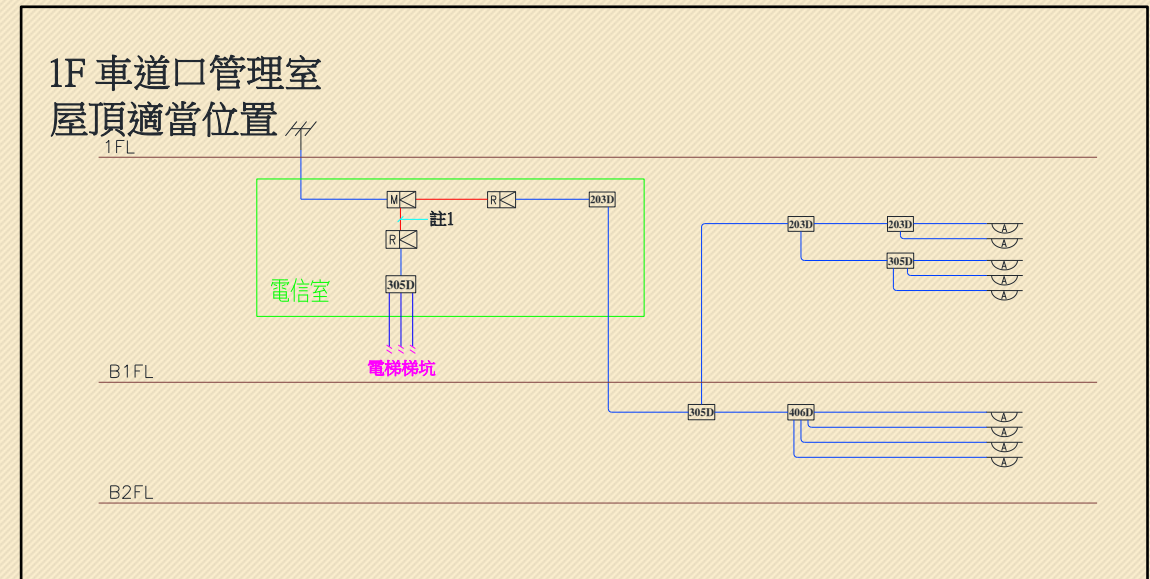 1F 車道口管理室
屋頂適當位置
1FL
M
R
203D
註1
R
305D
電信室
電梯梯坑
203D
203D
A
A
305D
A
A
A
B1FL
305D
406D
A
A
A
A
B2FL